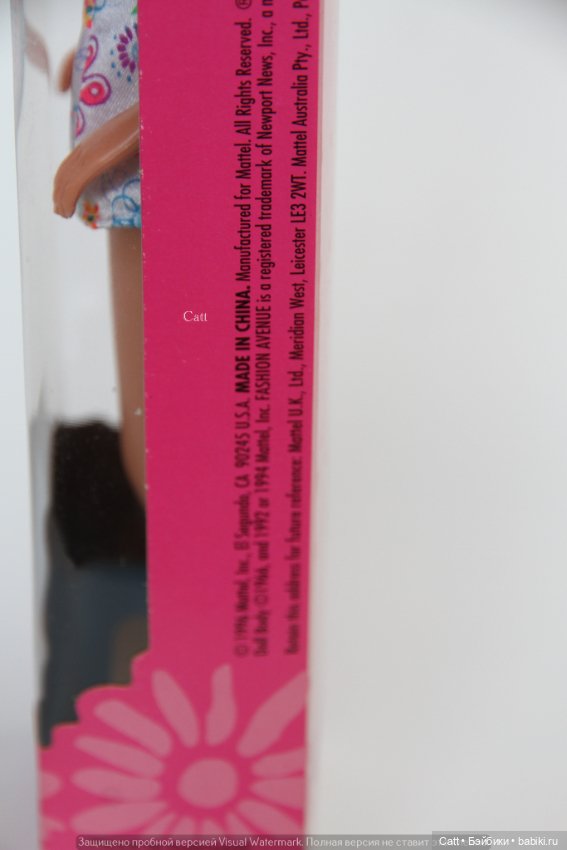 © 1996 Mattel, Inc., El Segundo, CA 90245 U.S.A. MADE IN CHINA. Manufactured for Mattel. All Rights Reserved. ®
Doll Body ©1966, and 1992 or 1994 Mattel, Inc. FASHION AVENUE is a registered trademark of Newport News, Inc., a
Retain this address for future reference: Mattel U.K., Ltd., Meridian West, Leicester LE3 2WT. Mattel Australia Pty., Ltd.,
Catt
Защищено пробной версией Visual Watermark. Полная версия не ставит
Catt • Бэйбики • babiki.ru